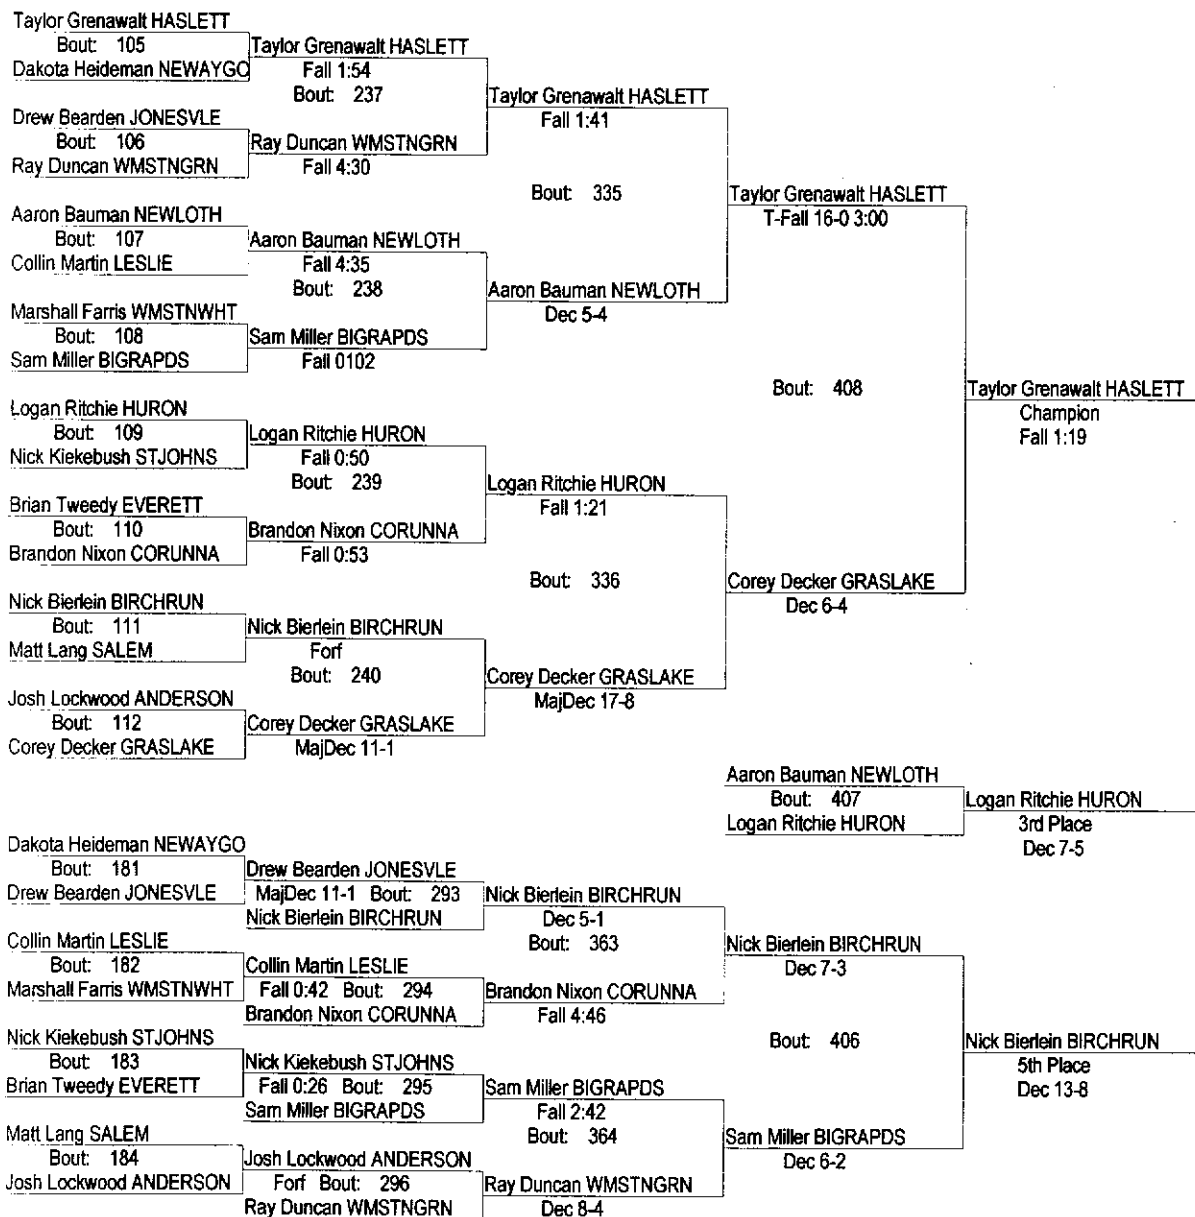 Taylor Grenawalt HASLETT
Bout: 105
Dakota Heideman NEWAYGO
Taylor Grenawalt HASLETT
Fall 1:54
Bout: 237
Drew Bearden JONESVLE
Bout: 106
Ray Duncan WMSTNGRN
Ray Duncan WMSTNGRN
Fall 4:30
Taylor Grenawalt HASLETT
Fall 1:41
Bout: 335
Aaron Bauman NEWLOTH
Bout: 107
Collin Martin LESLIE
Aaron Bauman NEWLOTH
Fall 4:35
Bout: 238
Marshall Farris WMSTNWHT
Bout: 108
Sam Miller BIGRAPDS
Sam Miller BIGRAPDS
Fall 0102
Aaron Bauman NEWLOTH
Dec 5-4
Taylor Grenawalt HASLETT
T-Fall 16-0 3:00
Bout: 408
Logan Ritchie HURON
Bout: 109
Nick Kiekebush STJOHNS
Logan Ritchie HURON
Fall 0:50
Bout: 239
Brian Tweedy EVERETT
Bout: 110
Brandon Nixon CORUNNA
Brandon Nixon CORUNNA
Fall 0:53
Logan Ritchie HURON
Fall 1:21
Bout: 336
Nick Bierlein BIRCHRUN
Bout: 111
Matt Lang SALEM
Nick Bierlein BIRCHRUN
Forf
Bout: 240
Josh Lockwood ANDERSON
Bout: 112
Corey Decker GRASLAKE
Corey Decker GRASLAKE
MajDec 11-1
Corey Decker GRASLAKE
MajDec 17-8
Corey Decker GRASLAKE
Dec 6-4
Taylor Grenawalt HASLETT
Champion
Fall 1:19
Aaron Bauman NEWLOTH
Bout: 407
Logan Ritchie HURON
Logan Ritchie HURON
3rd Place
Dec 7-5
Dakota Heideman NEWAYGO
Bout: 181
Drew Bearden JONESVLE
Drew Bearden JONESVLE
MajDec 11-1 Bout: 293
Nick Bierlein BIRCHRUN
Nick Bierlein BIRCHRUN
Dec 5-1
Bout: 363
Collin Martin LESLIE
Bout: 182
Marshall Farris WMSTNWHT
Collin Martin LESLIE
Fall 0:42 Bout: 294
Brandon Nixon CORUNNA
Brandon Nixon CORUNNA
Fall 4:46
Nick Bierlein BIRCHRUN
Dec 7-3
Bout: 406
Nick Kiekebush STJOHNS
Bout: 183
Brian Tweedy EVERETT
Nick Kiekebush STJOHNS
Fall 0:26 Bout: 295
Sam Miller BIGRAPDS
Sam Miller BIGRAPDS
Fall 2:42
Bout: 364
Matt Lang SALEM
Bout: 184
Josh Lockwood ANDERSON
Josh Lockwood ANDERSON
Forf Bout: 296
Ray Duncan WMSTNGRN
Ray Duncan WMSTNGRN
Dec 8-4
Sam Miller BIGRAPDS
Dec 6-2
Nick Bierlein BIRCHRUN
5th Place
Dec 13-8